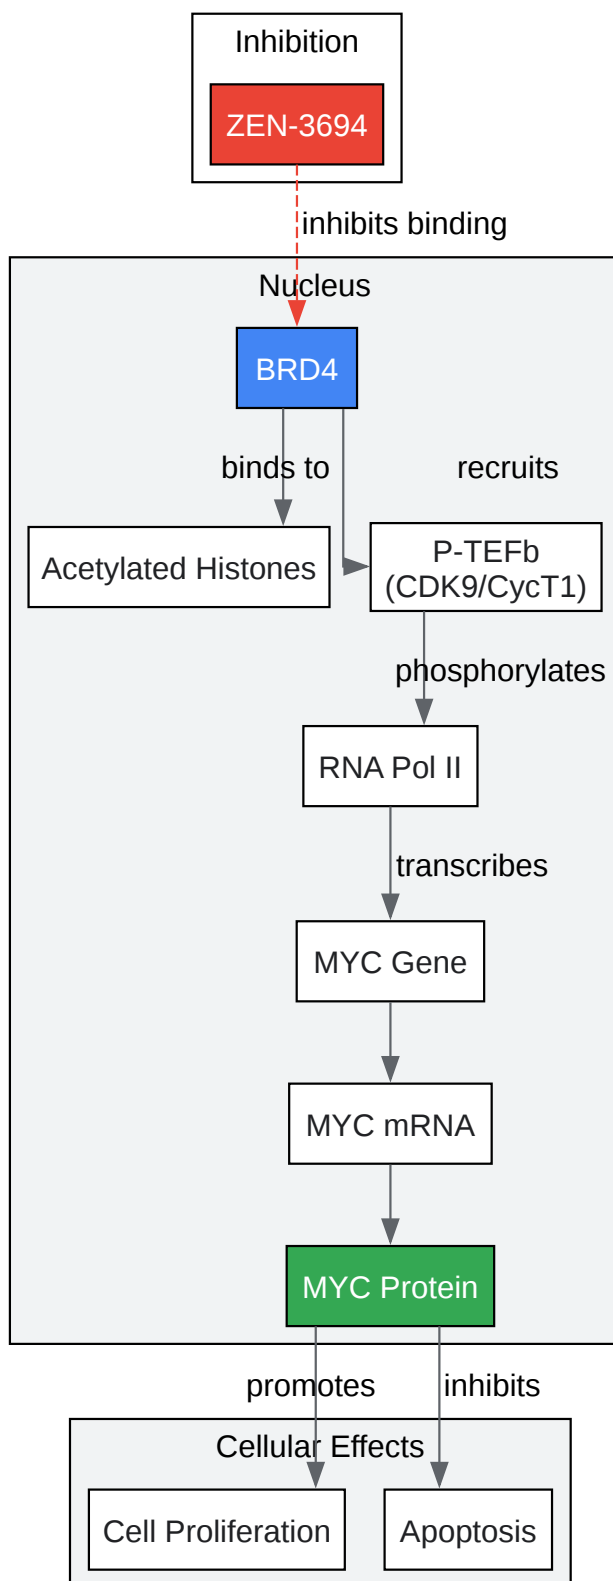 Inhibition
ZEN-3694
inhibits binding
Nucleus
BRD4
binds to
recruits
Acetylated Histones
P-TEFb
(CDK9/CycT1)
phosphorylates
RNA Pol II
transcribes
MYC Gene
MYC mRNA
MYC Protein
promotes
inhibits
Cellular Effects
Cell Proliferation
Apoptosis